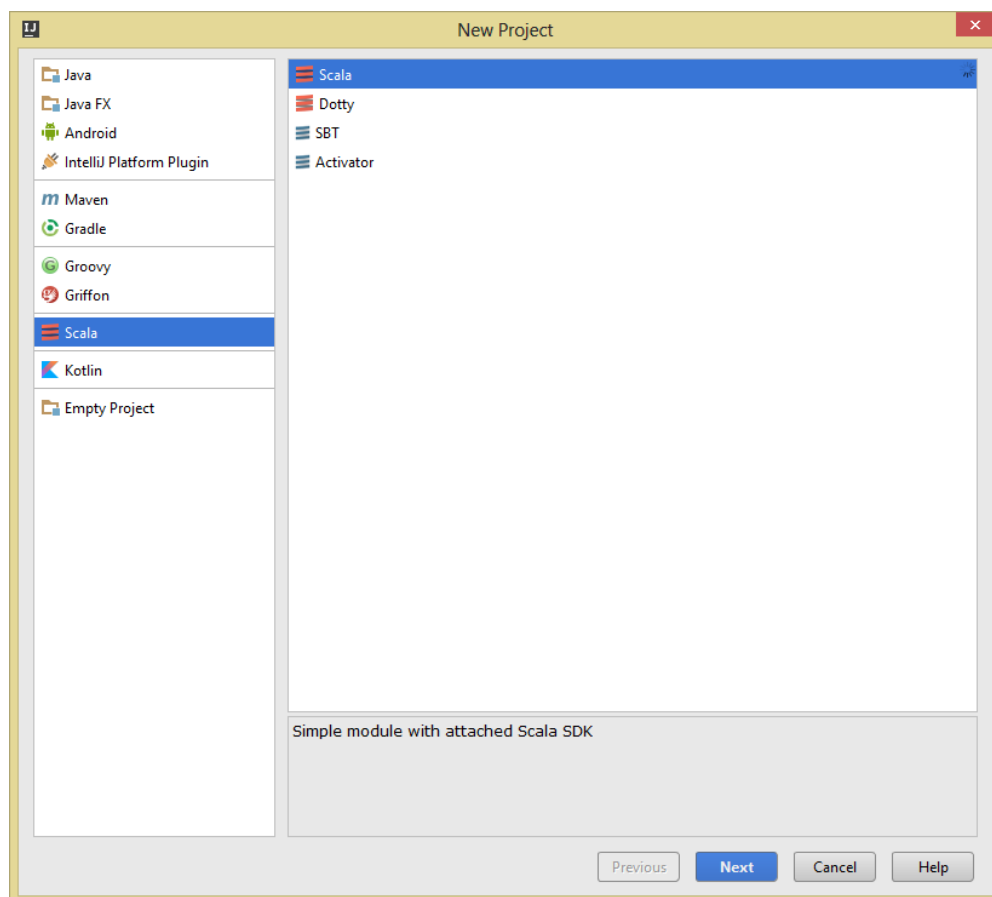 IJ
New Project
Java
Java FX
Android
IntelliJ Platform Plugin
m Maven
Gradle
G Groovy
Griffon
Scala
Kotlin
Empty Project
Scala
Dotty
SBT
Activator
Simple module with attached Scala SDK
Previous Next Cancel Help